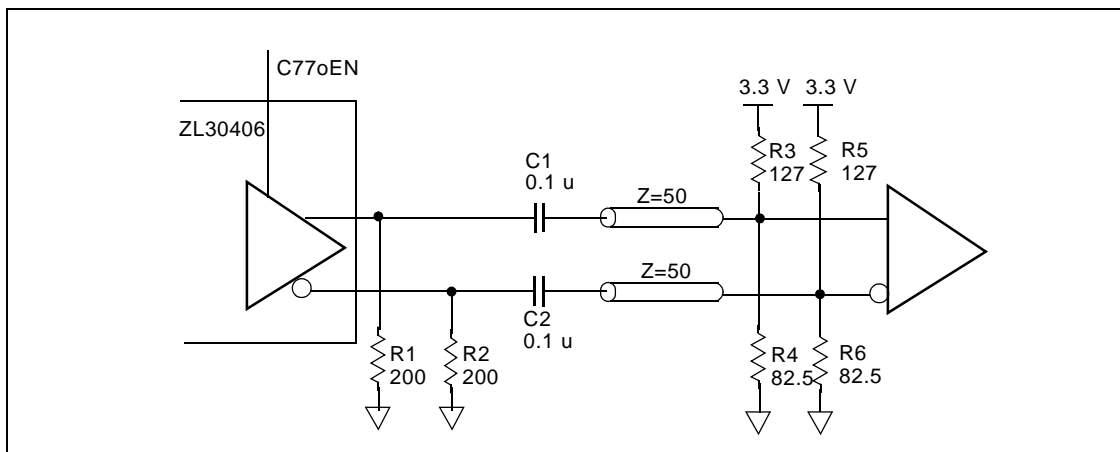 C77oEN
ZL30406
3.3 V
3.3 V
R3
127
R5
127
C1
0.1 u
Z=50
Z=50
C2
0.1 u
R1
200
R2
200
R4
82.5
R6
82.5